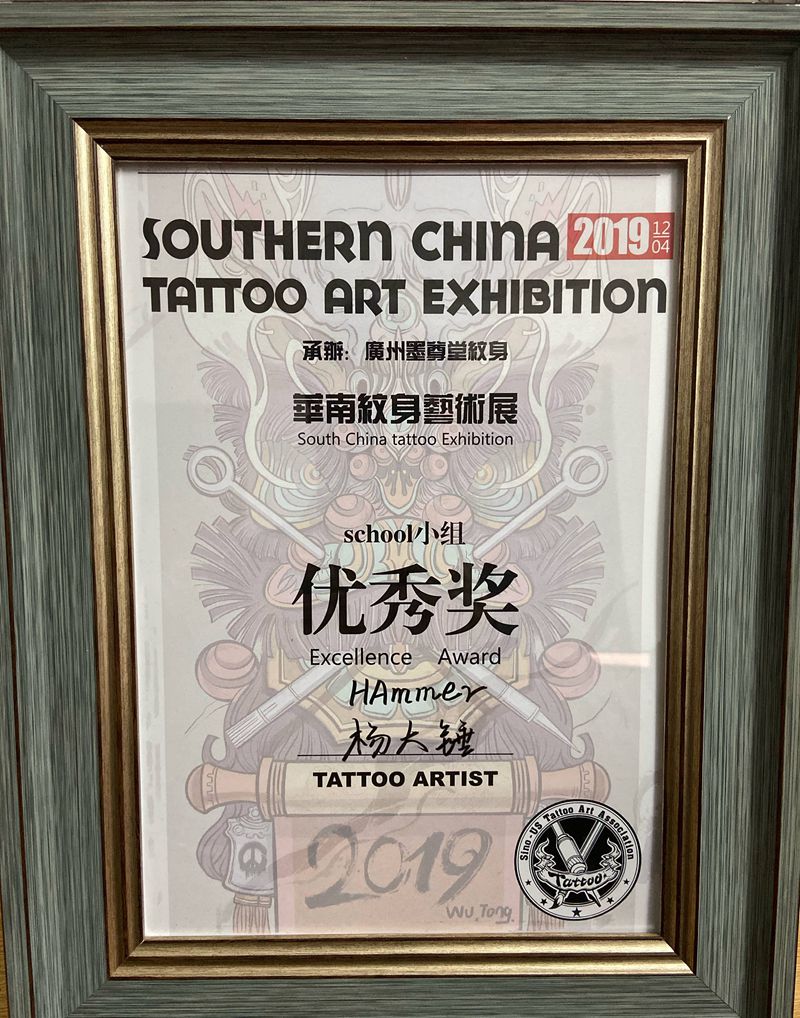 SOUTHERN CHINA 2019 12 04
TATTOO ART EXHIBITION
承辦：廣州墨尊堂紋身
華南紋身藝術展
South China tattoo Exhibition
school小组
优秀奖
Excellence Award
HAmmer
杨大锤
TATTOO ARTIST
2019
Wu.Tong.
Sino-US Tattoo Art Association
Tattoo